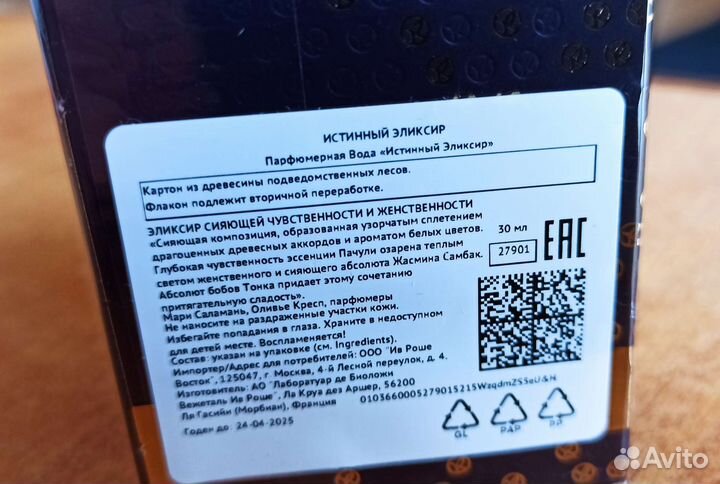 ИСТИННЫЙ ЭЛИКСИР
Парфюмерная Вода «Истинный Эликсир»
Картон из древесины подведомственных лесов.
Флакон подлежит вторичной переработке.
ЭЛИКСИР СИЯЮЩЕЙ ЧУВСТВЕННОСТИ И ЖЕНСТВЕННОСТИ
«Сияющая композиция, образованная узорчатым сплетением
драгоценных древесных аккордов и ароматом белых цветов.
Глубокая чувственность эссенции Пачули озарена теплым
светом женственного и сияющего абсолюта Жасмина Самбак.
Абсолют бобов Тонка придает этому сочетанию
притягательную сладость».
Мари Саламань, Оливье Кресп, парфюмеры
Не наносите на раздраженные участки кожи.
Избегайте попадания в глаза. Храните в недоступном
для детей месте. Воспламеняется!
Состав: указан на упаковке (см. Ingredients).
Импортер/Адрес для потребителей: ООО "Ив Роше
Восток", 125047, г. Москва, 4-й Лесной переулок, д. 4.
Изготовитель: АО "Лаборатуар де Биоложи
Вежеталь Ив Роше", Ла Круа дез Аршер, 56200
Ля Гасийи (Морбиан), Франция
Годен до: 24-04-2025
30 мл
27901
EAC
0103660005279015215WzqdmZS5eU&N
GL PAP PP
Avito